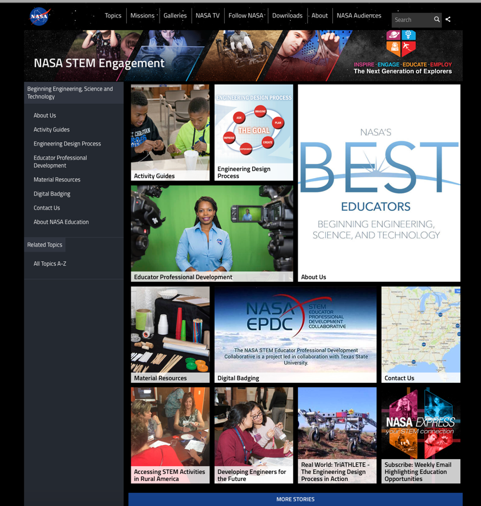 NASA
Topics
Missions
Galleries
NASA TV
Follow NASA
Downloads
About
NASA Audiences
Search
NASA STEM Engagement
INSPIRE · ENGAGE · EDUCATE · EMPLOY
The Next Generation of Explorers
Beginning Engineering, Science and
Technology
About Us
Activity Guides
Engineering Design Process
Educator Professional
Development
Material Resources
Digital Badging
Contact Us
About NASA Education
Related Topics
All Topics A-Z
Activity Guides
ENGINEERING DESIGN PROCESS
THE GOAL
Engineering Design
Process
NASA'S
BEST
EDUCATORS
BEGINNING ENGINEERING,
SCIENCE, AND TECHNOLOGY
About Us
Educator Professional Development
Material Resources
NASA
EPDC
STEM
EDUCATOR
PROFESSIONAL
DEVELOPMENT
COLLABORATIVE
The NASA STEM Educator Professional Development
Collaborative is a project led in collaboration with Texas State
University.
Digital Badging
Contact Us
Accessing STEM Activities
in Rural America
Developing Engineers for
the Future
Real World: TriATHLETE -
The Engineering Design
Process in Action
NASA EXPRESS
your STEM connection
Subscribe: Weekly Email
Highlighting Education
Opportunities
MORE STORIES